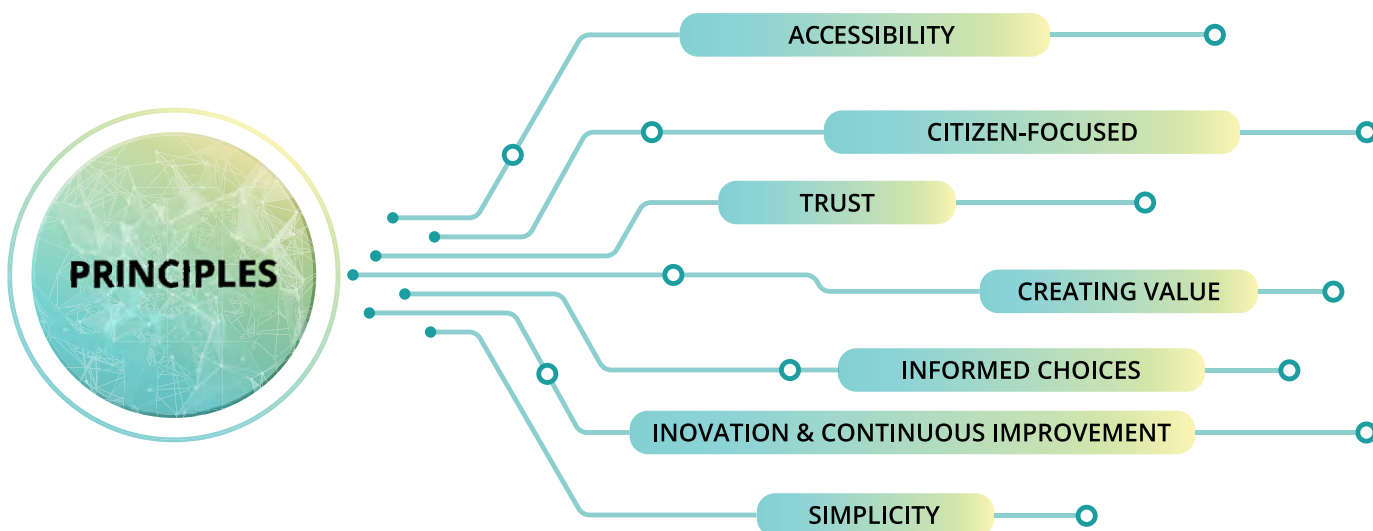 PRINCIPLES
ACCESSIBILITY
CITIZEN-FOCUSED
TRUST
CREATING VALUE
INFORMED CHOICES
INOVATION & CONTINUOUS IMPROVEMENT
SIMPLICITY